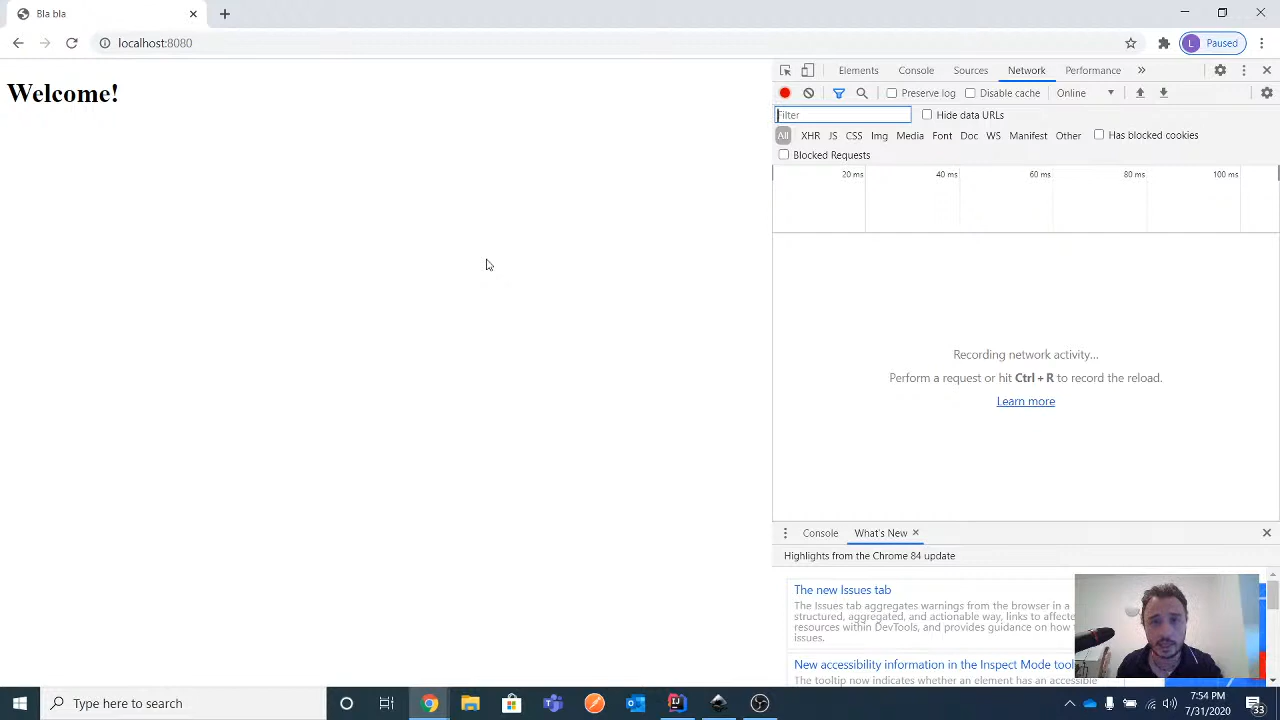 Bla bla
localhost:8080
Paused
L
Welcome!
Elements Console Sources Network Performance
Preserve log Disable cache Online
Filter Hide data URLs
All XHR JS CSS Img Media Font Doc WS Manifest Other Has blocked cookies
Blocked Requests
20 ms 40 ms 60 ms 80 ms 100 ms
Recording network activity...
Perform a request or hit Ctrl + R to record the reload.
Learn more
Console What's New
Highlights from the Chrome 84 update
The new Issues tab
The Issues tab aggregates warnings from the browser in a
structured, aggregated, and actionable way, links to affecte
resources within DevTools, and provides guidance on how t
issues.
New accessibility information in the Inspect Mode tool
The tooltip now indicates whether an element has an accessible
Type here to search
7:54 PM
7/31/2020
33